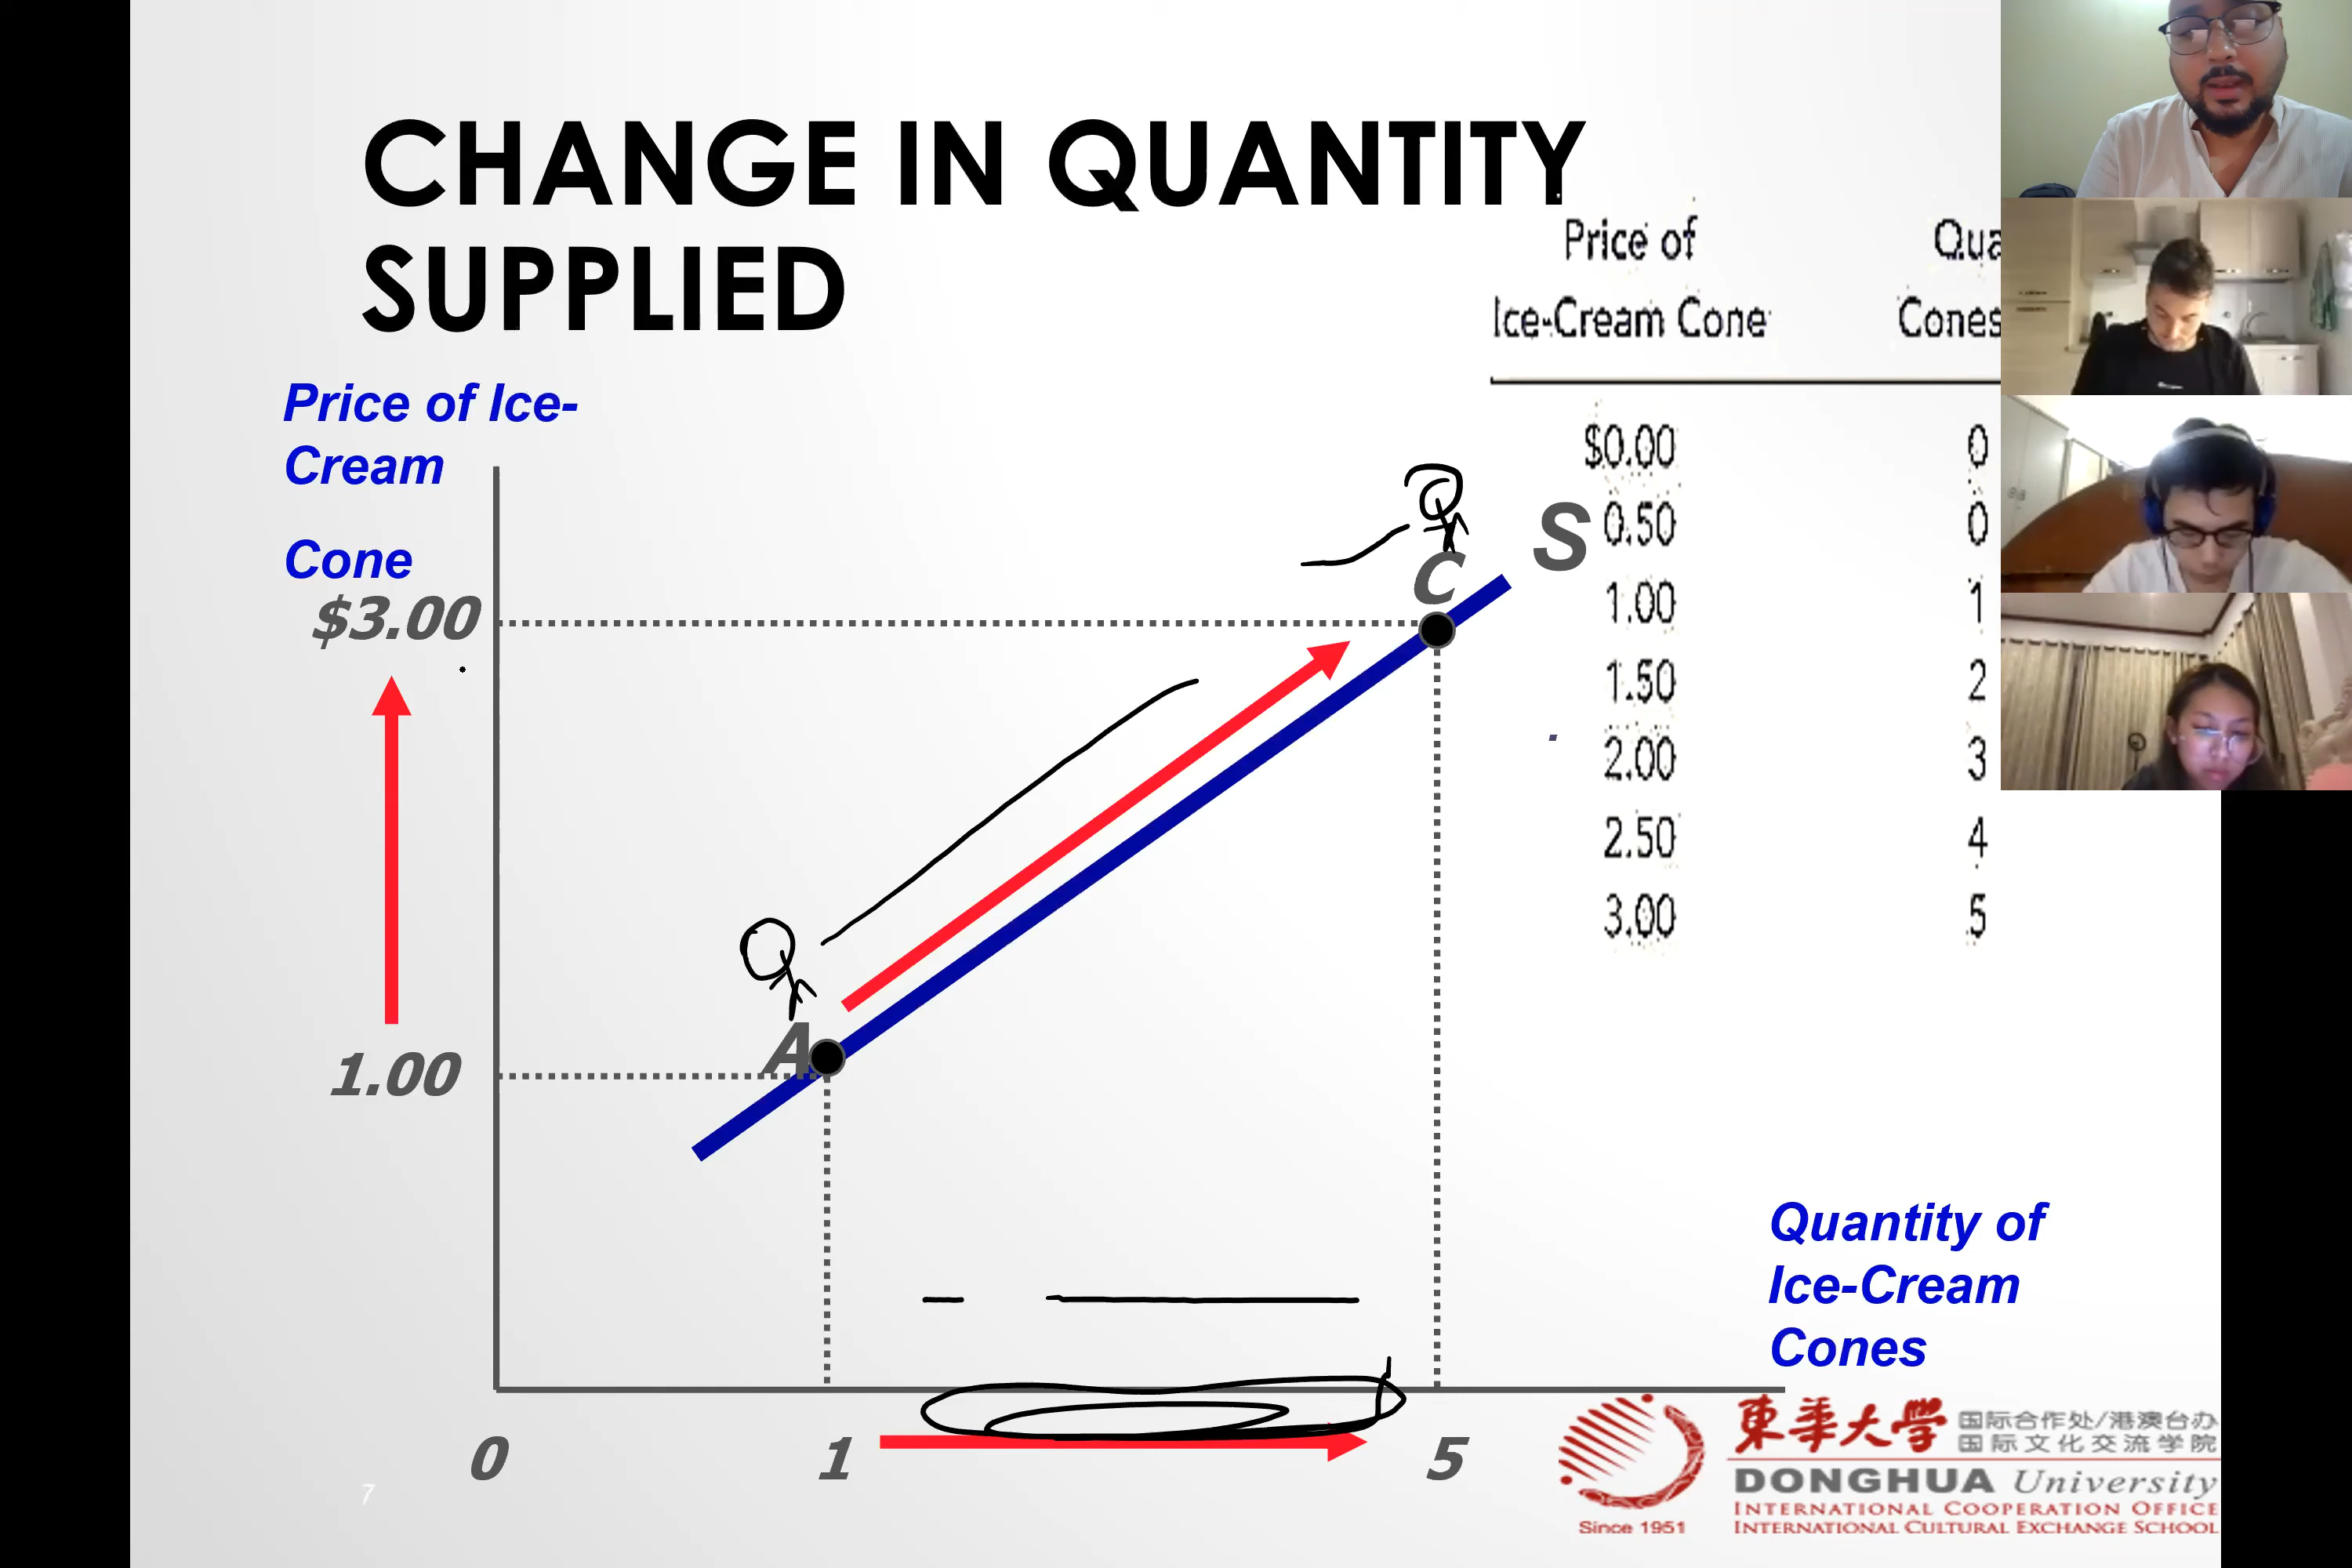 CHANGE IN QUANTITY
SUPPLIED
Price of Ice-
Cream
Cone
$3.00
1.00
A
C
S
0
1
5
Quantity of
Ice-Cream
Cones
Price of Qua
Ice-Cream Cone Cones
$0.00 0
0.50 0
1.00 1
1.50 2
2.00 3
2.50 4
3.00 5
7
Since 1951
東華大學
国际合作处/港澳台办
国际文化交流学院
DONGHUA University
INTERNATIONAL COOPERATION OFFICE
INTERNATIONAL CULTURAL EXCHANGE SCHOOL